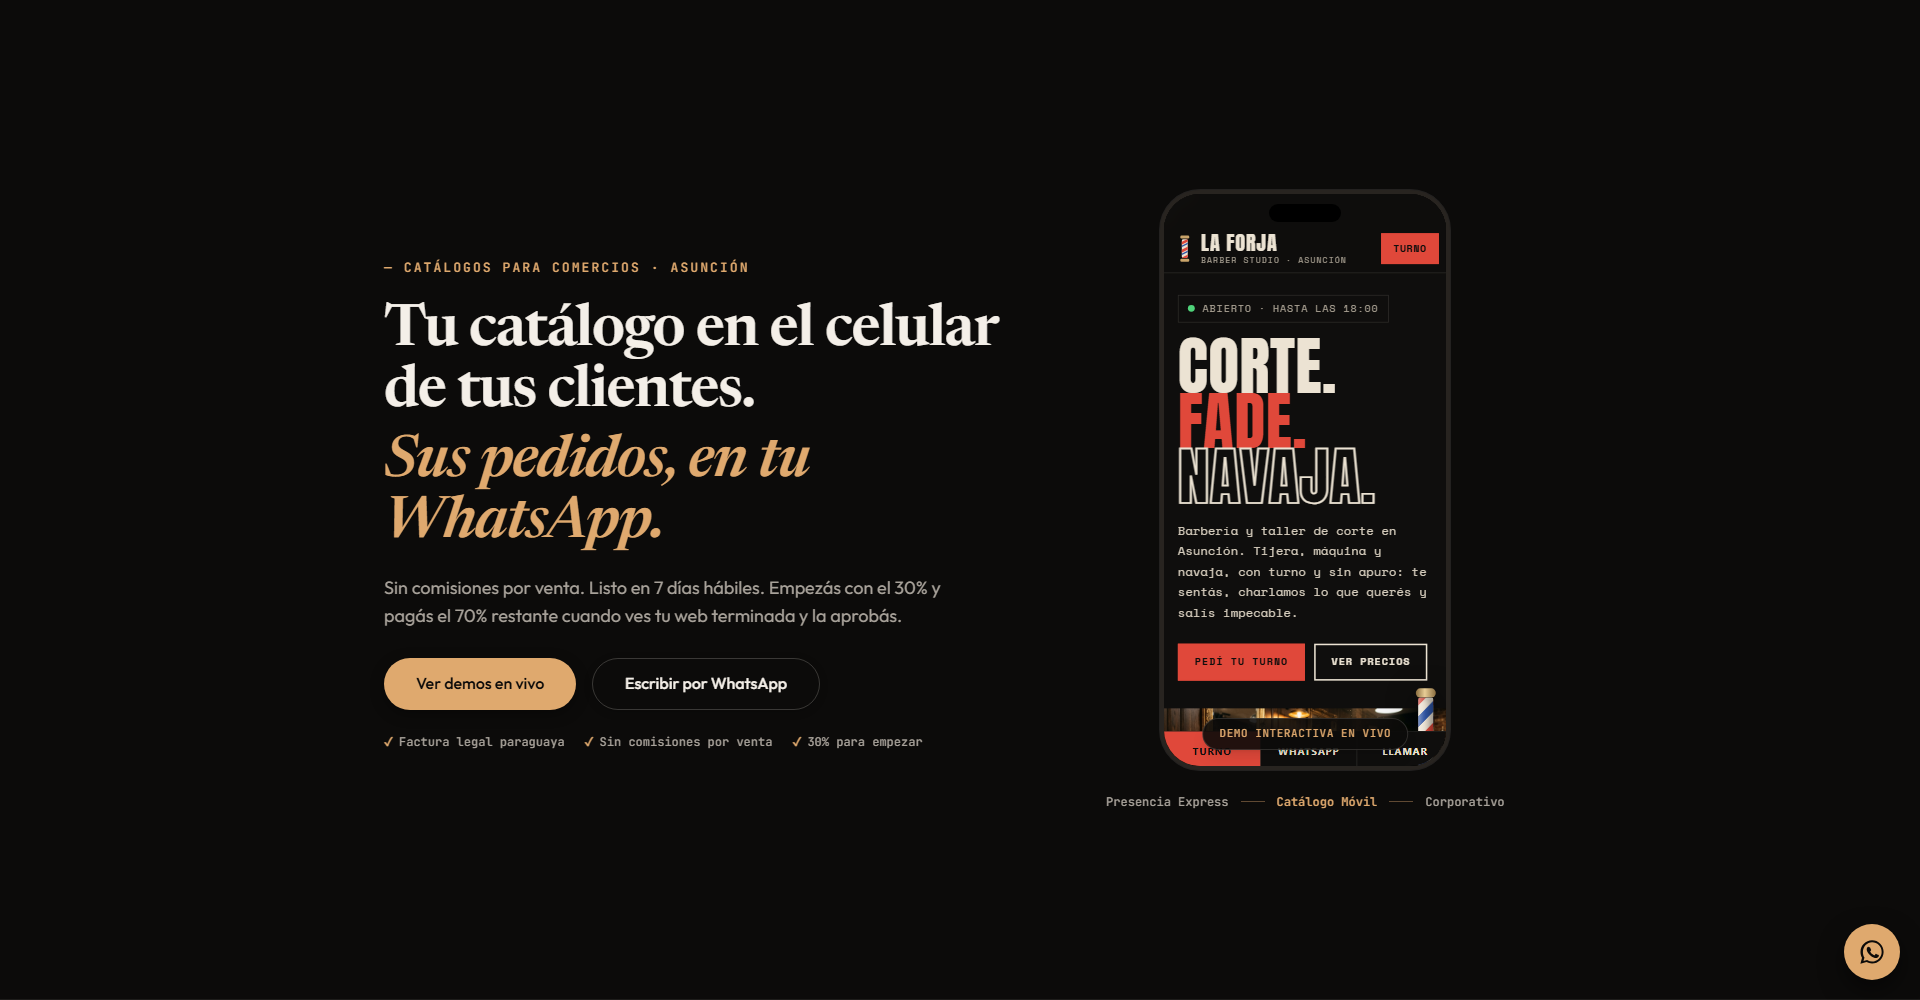 — CATÁLOGOS PARA COMERCIOS · ASUNCIÓN
Tu catálogo en el celular
de tus clientes.
Sus pedidos, en tu
WhatsApp.
Sin comisiones por venta. Listo en 7 días hábiles. Empezás con el 30% y
pagás el 70% restante cuando ves tu web terminada y la aprobás.
Ver demos en vivo
Escribir por WhatsApp
✓ Factura legal paraguaya
✓ Sin comisiones por venta
✓ 30% para empezar
LA FORJA
BARBER STUDIO · ASUNCIÓN
TURNO
ABIERTO · HASTA LAS 18:00
CORTE.
FADE.
NAVAJA.
Barbería y taller de corte en
Asunción. Tijera, máquina y
navaja, con turno y sin apuro: te
sentás, charlamos lo que querés y
salís impecable.
PEDÍ TU TURNO
VER PRECIOS
DEMO INTERACTIVA EN VIVO
TURNO
WHATSAPP
LLAMAR
Presencia Express — Catálogo Móvil — Corporativo